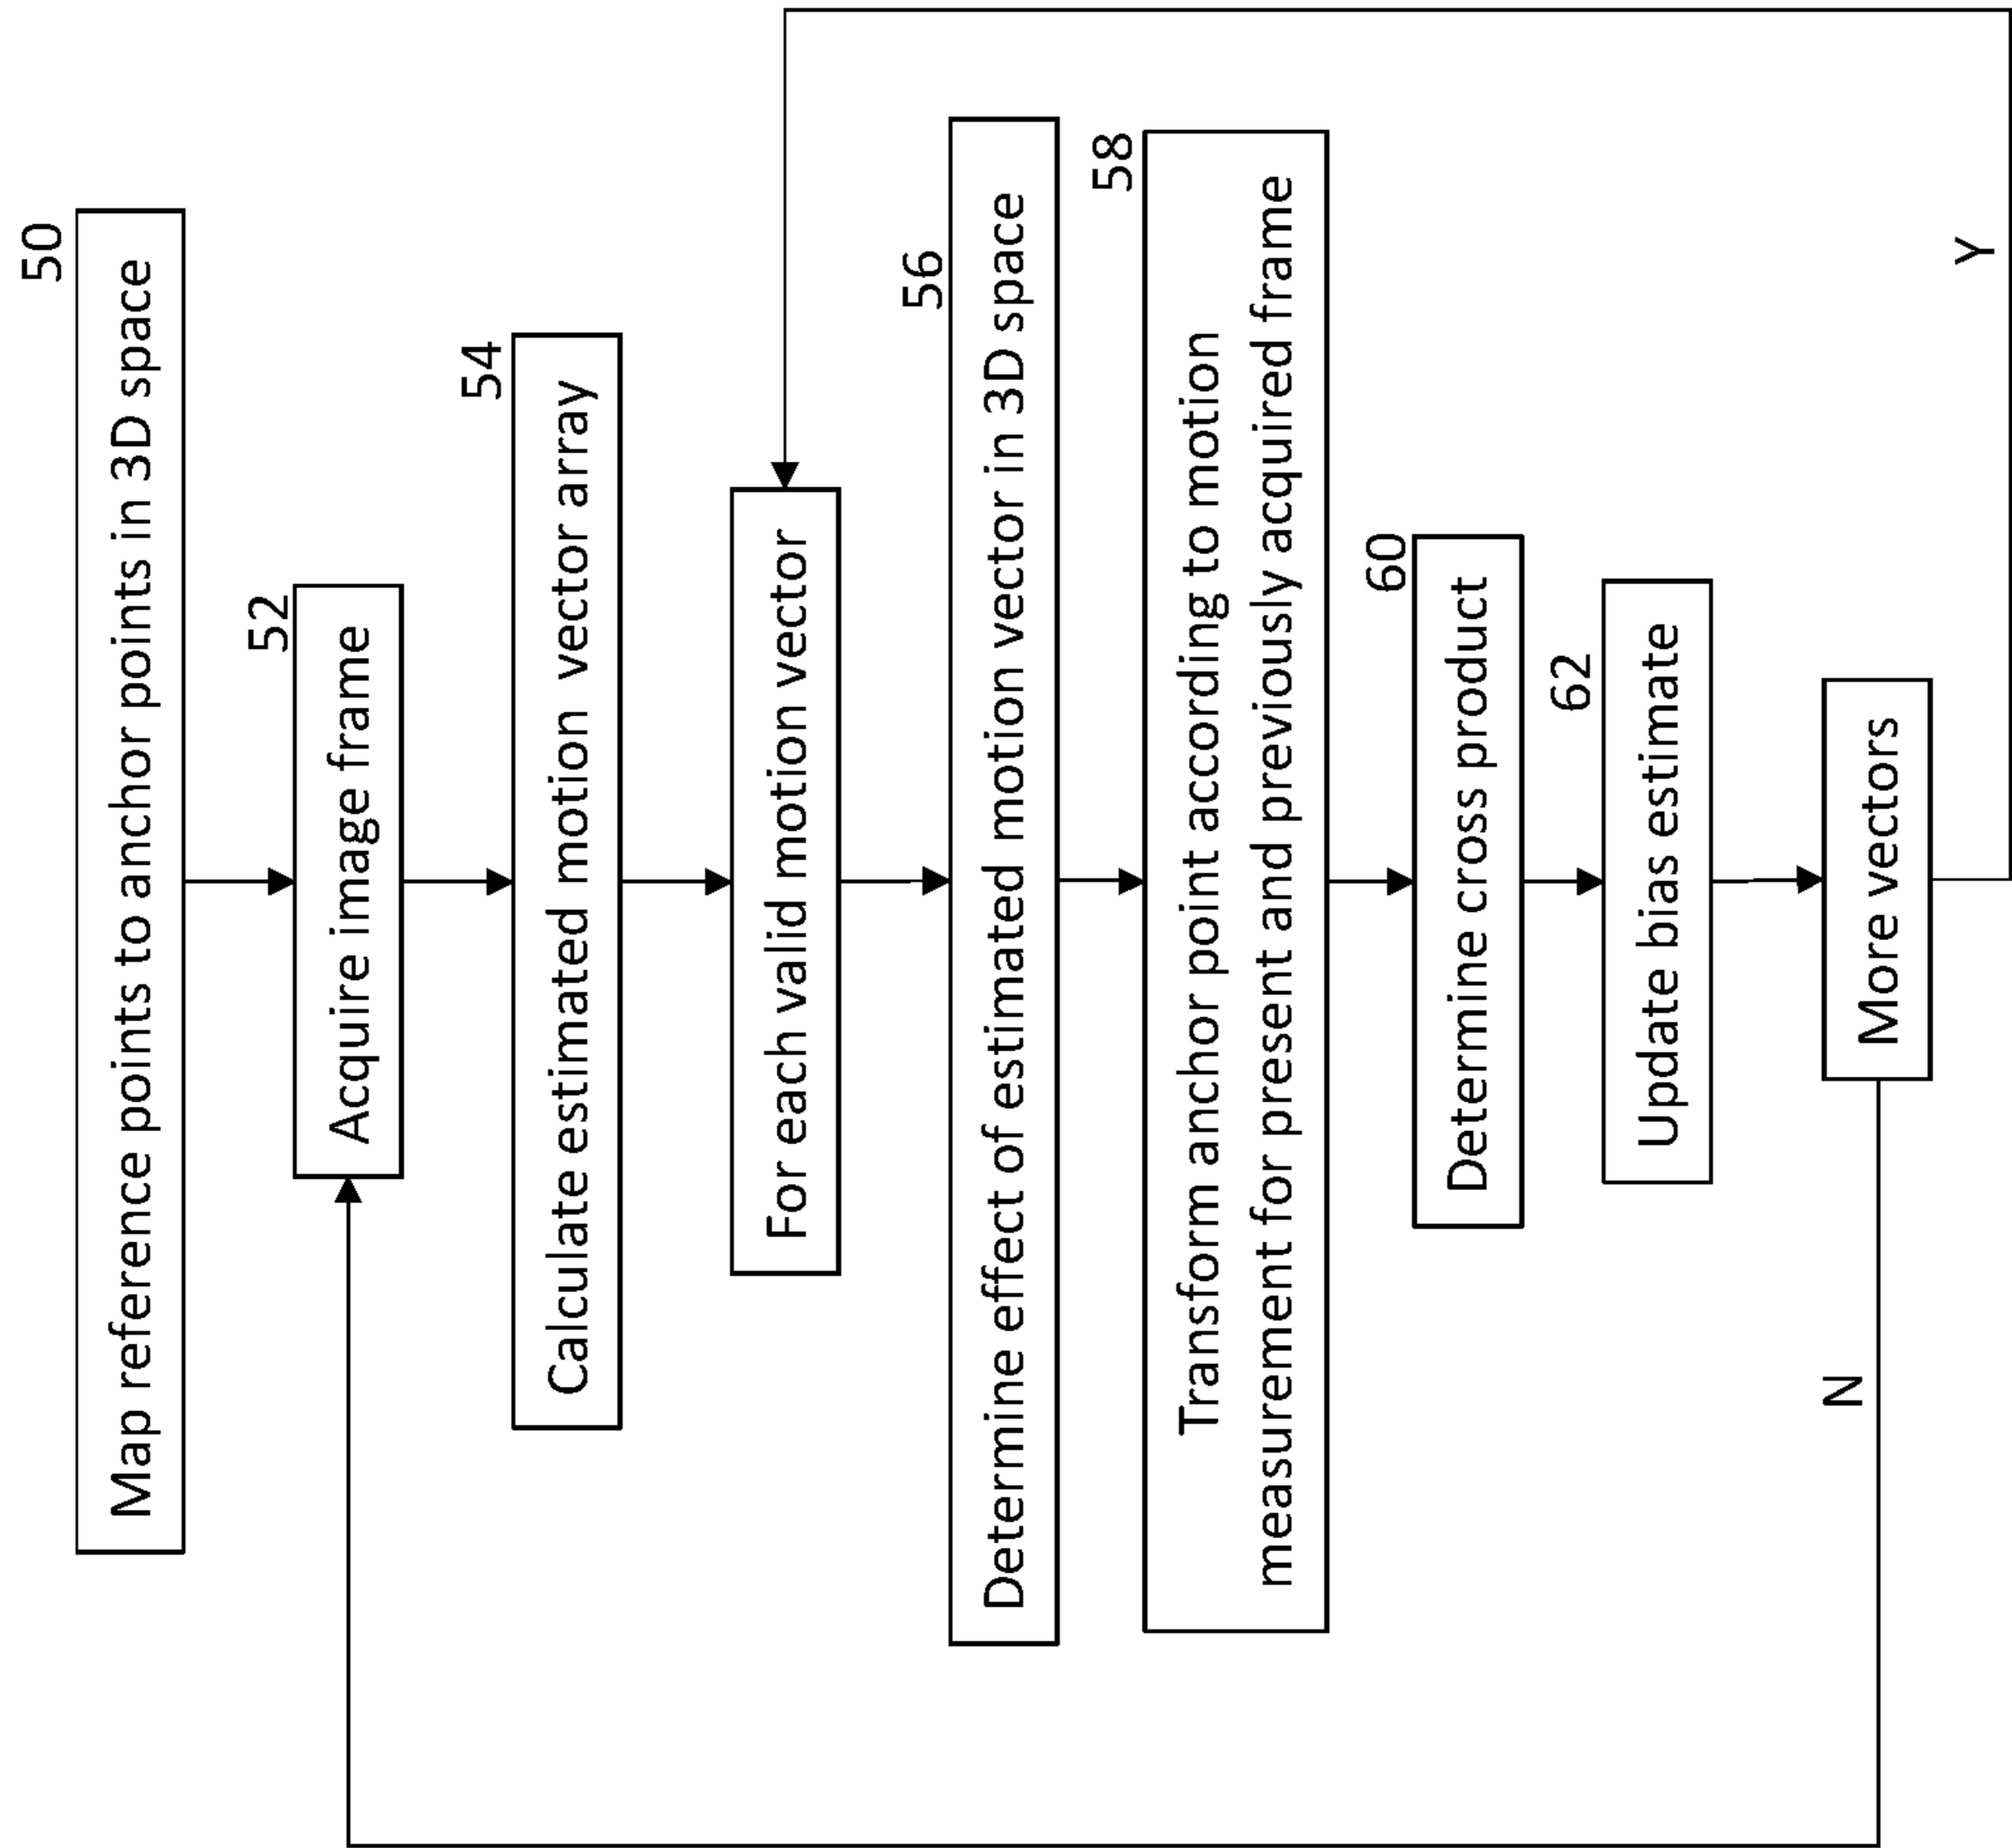 50
Map reference points to anchor points in 3D space
52
Acquire image frame
54
Calculate estimated motion vector array
For each valid motion vector
56
Determine effect of estimated motion vector in 3D space
58
Transform anchor point according to motion
measurement for present and previously acquired frame
60
Determine cross product
62
Update bias estimate
More vectors
N
Y